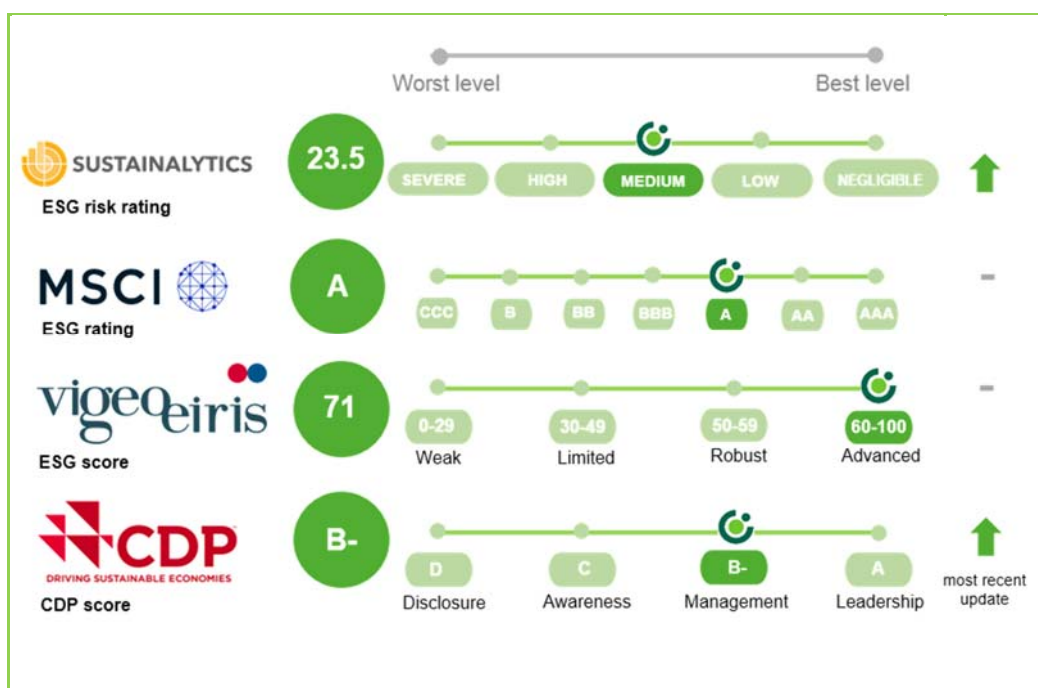 Worst level
Best level
SUSTAINALYTICS
ESG risk rating
23.5
SEVERE
HIGH
MEDIUM
LOW
NEGLIGIBLE
MSCI
ESG rating
A
CCC
B
BB
BBB
A
AA
AAA
-
vigeoeiris
ESG score
71
0-29
30-49
50-59
60-100
Weak
Limited
Robust
Advanced
-
CDP
DRIVING SUSTAINABLE ECONOMIES
CDP score
B-
D
C
B-
A
Disclosure
Awareness
Management
Leadership
most recent
update